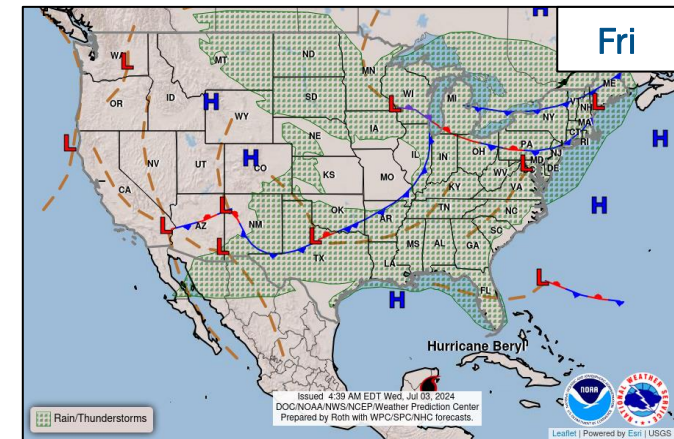 Fri
H
WA L
MT
ND
MN
ME
OR
ID
H
WY
SD
WI
MI
L
VT
NH
L
NY
MA
CT
RI
L
NV
UT
H
CO
NE
IA
IL
IN
OH
PA
NJ
H
CA
KS
MO
WV
MD
DE
L
VA
KY
L
AZ
L
NM
OK
AR
TN
NC
H
L
L
TX
MS
AL
GA
SC
LA
H
FL
L
Hurricane Beryl
Issued 4:39 AM EDT Wed, Jul 03, 2024
DOC/NOAA/NWS/NCEP/Weather Prediction Center
Prepared by Roth with WPC/SPC/NHC forecasts.
Rain/Thunderstorms
NOAA
NATIONAL WEATHER SERVICE
Leaflet | Powered by Esri | USGS